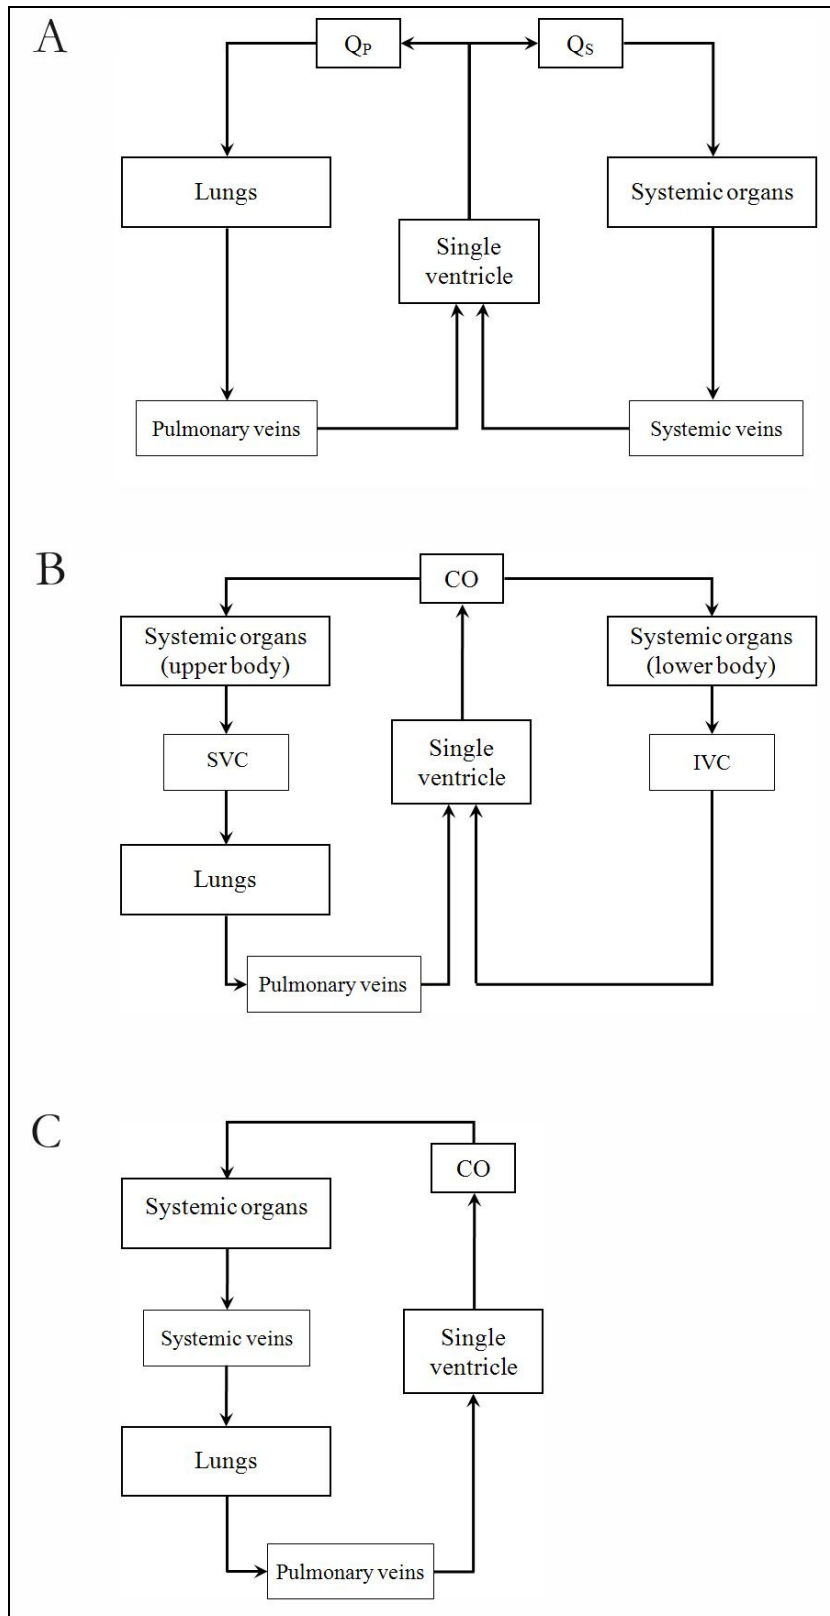 A
QP
QS
Lungs
Systemic organs
Single
ventricle
Pulmonary veins
Systemic veins
B
CO
Systemic organs
(upper body)
Systemic organs
(lower body)
SVC
Single
ventricle
IVC
Lungs
Pulmonary veins
C
CO
Systemic organs
Systemic veins
Single
ventricle
Lungs
Pulmonary veins